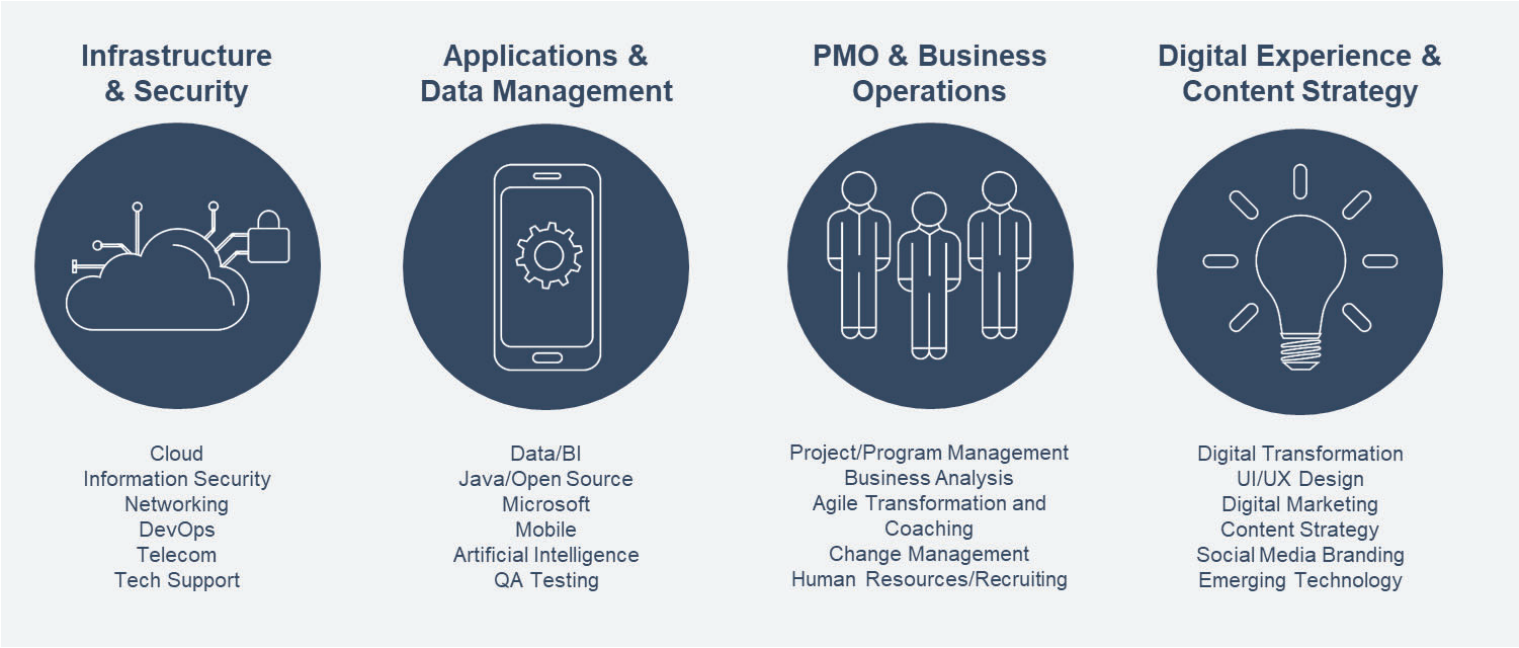 Infrastructure
& Security
Cloud
Information Security
Networking
DevOps
Telecom
Tech Support
Applications &
Data Management
Data/BI
Java/Open Source
Microsoft
Mobile
Artificial Intelligence
QA Testing
PMO & Business
Operations
Project/Program Management
Business Analysis
Agile Transformation and
Coaching
Change Management
Human Resources/Recruiting
Digital Experience &
Content Strategy
Digital Transformation
UI/UX Design
Digital Marketing
Content Strategy
Social Media Branding
Emerging Technology